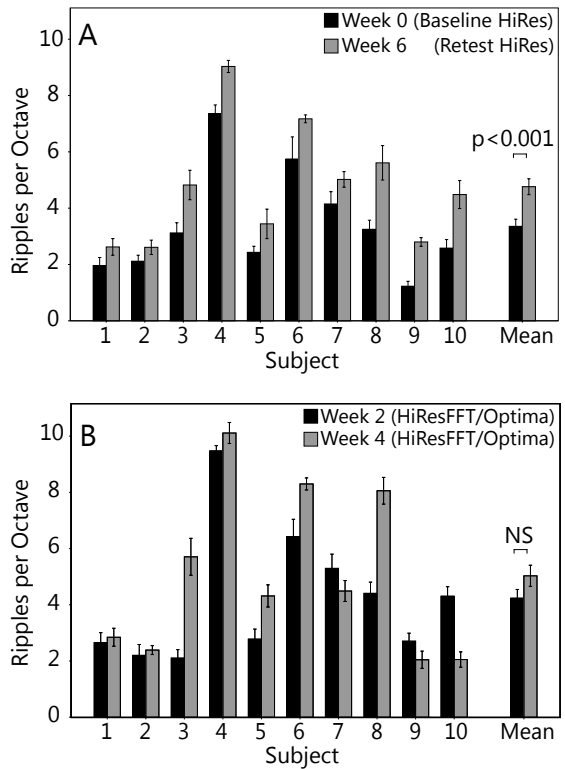 A
Week 0 (Baseline HiRes)
Week 6 (Retest HiRes)
10
8
6
4
2
0
Ripples per Octave
p<0.001
1 2 3 4 5 6 7 8 9 10 Mean
Subject
B
Week 2 (HiResFFT/Optima)
Week 4 (HiResFFT/Optima)
10
8
6
4
2
0
Ripples per Octave
NS
1 2 3 4 5 6 7 8 9 10 Mean
Subject